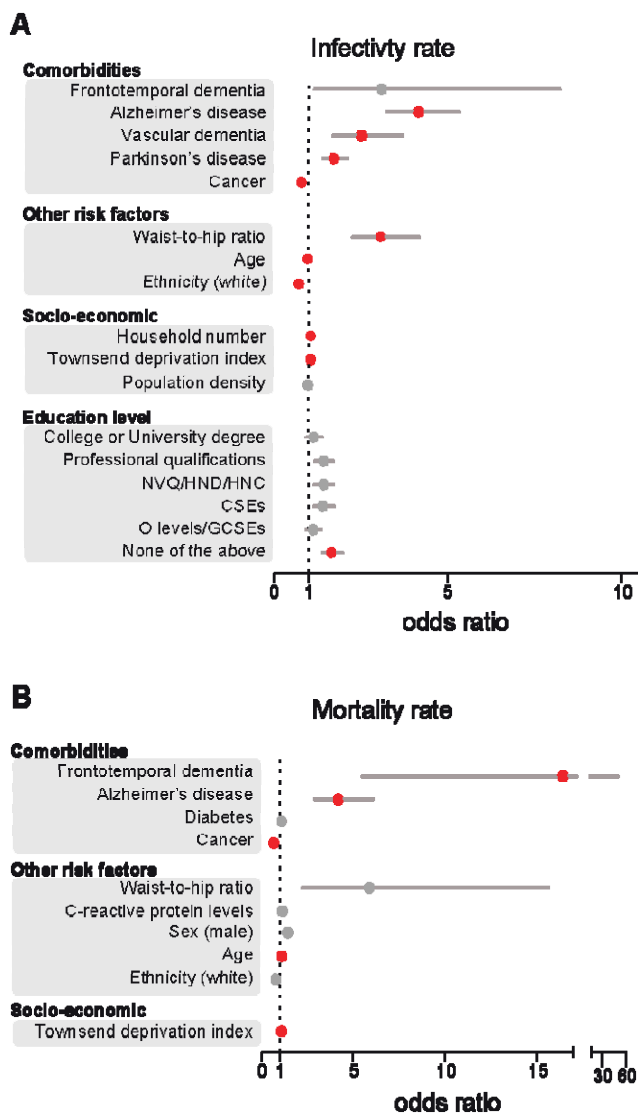 A
Infectivty rate
Comorbidities
Frontotemporal dementia
Alzheimer's disease
Vascular dementia
Parkinson's disease
Cancer
Other risk factors
Waist-to-hip ratio
Age
Ethnicity (white)
Socio-economic
Household number
Townsend deprivation index
Population density
Education level
College or University degree
Professional qualifications
NVQ/HND/HNC
CSEs
O levels/GCSEs
None of the above
0 1 5 10
odds ratio
B
Mortality rate
Comorbidities
Frontotemporal dementia
Alzheimer's disease
Diabetes
Cancer
Other risk factors
Waist-to-hip ratio
C-reactive protein levels
Sex (male)
Age
Ethnicity (white)
Socio-economic
Townsend deprivation index
0 1 5 10 15 30 60
odds ratio